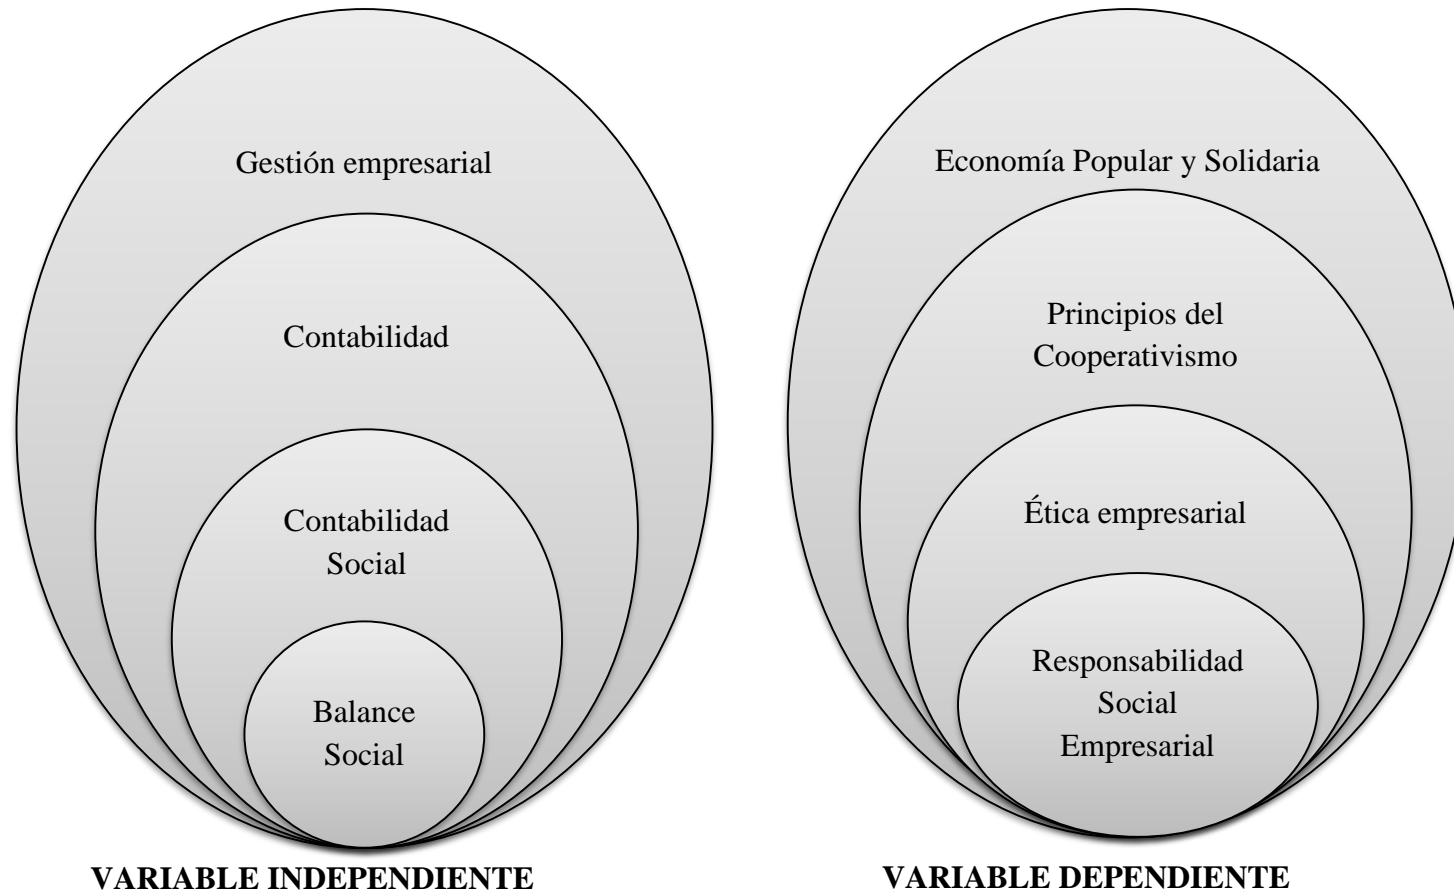 Gestión empresarial
Contabilidad
Contabilidad
Social
Balance
Social
VARIABLE INDEPENDIENTE
Economía Popular y Solidaria
Principios del
Cooperativismo
Ética empresarial
Responsabilidad
Social
Empresarial
VARIABLE DEPENDIENTE